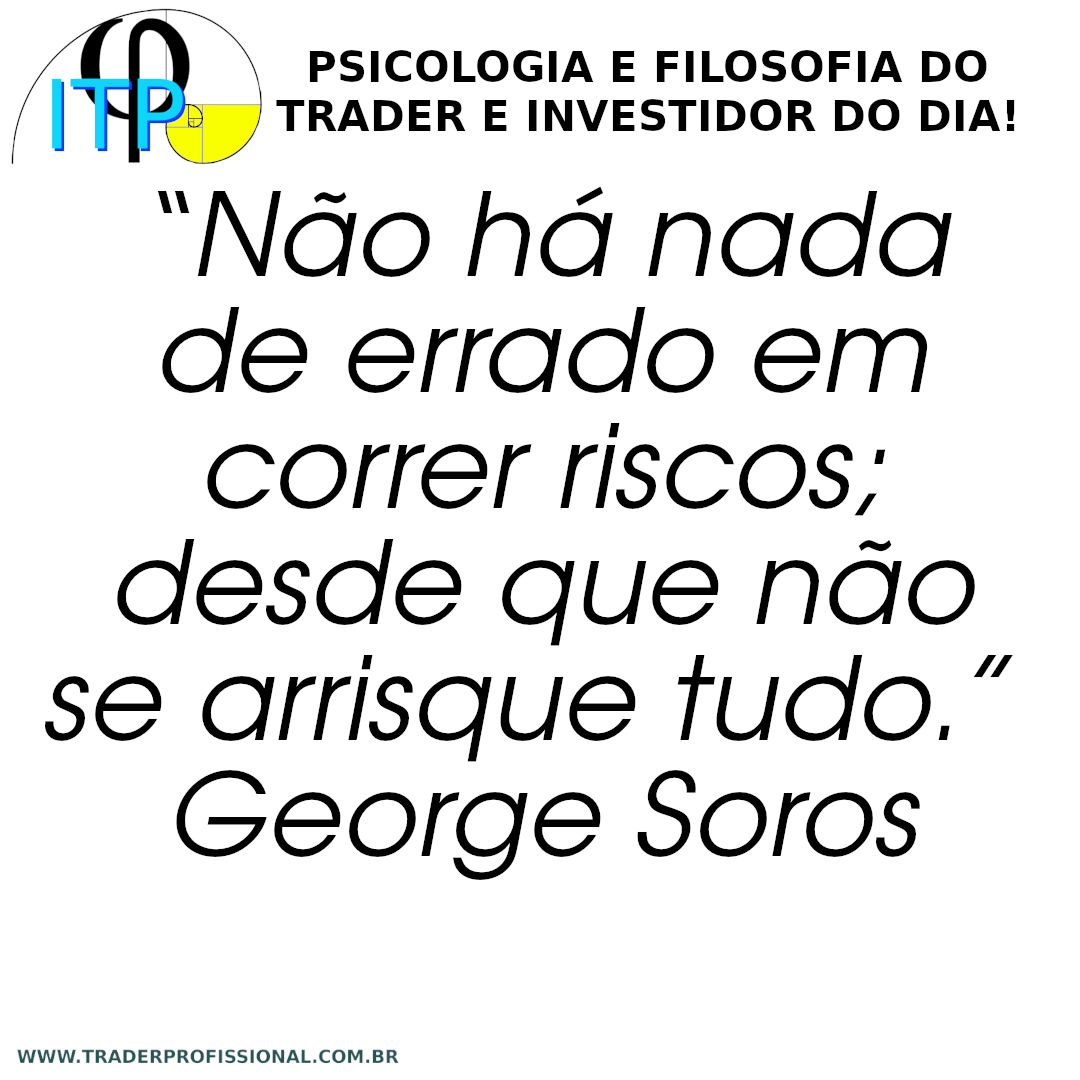 φ
ITP
PSICOLOGIA E FILOSOFIA DO
TRADER E INVESTIDOR DO DIA!
“Não há nada
de errado em
correr riscos;
desde que não
se arrisque tudo.”
George Soros
WWW.TRADERPROFISSIONAL.COM.BR